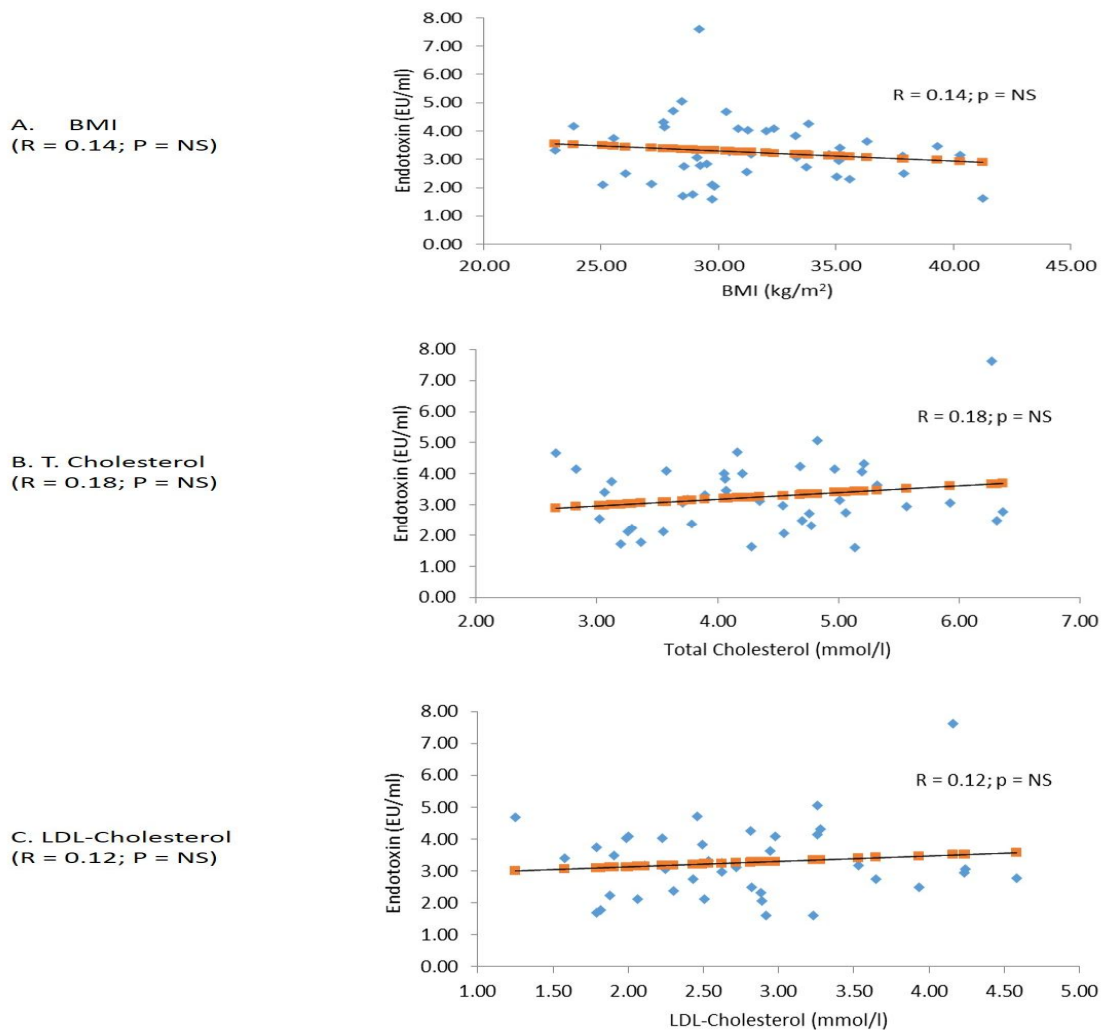 A. BMI
(R = 0.14; P = NS)
8.00
7.00
6.00
5.00
4.00
3.00
2.00
1.00
0.00
Endotoxin (EU/ml)
R = 0.14; p = NS
20.00 25.00 30.00 35.00 40.00 45.00
BMI (kg/m²)
B. T. Cholesterol
(R = 0.18; P = NS)
8.00
7.00
6.00
5.00
4.00
3.00
2.00
1.00
0.00
Endotoxin (EU/ml)
R = 0.18; p = NS
2.00 3.00 4.00 5.00 6.00 7.00
Total Cholesterol (mmol/l)
C. LDL-Cholesterol
(R = 0.12; P = NS)
8.00
7.00
6.00
5.00
4.00
3.00
2.00
1.00
0.00
Endotoxin (EU/ml)
R = 0.12; p = NS
1.00 1.50 2.00 2.50 3.00 3.50 4.00 4.50 5.00
LDL-Cholesterol (mmol/l)